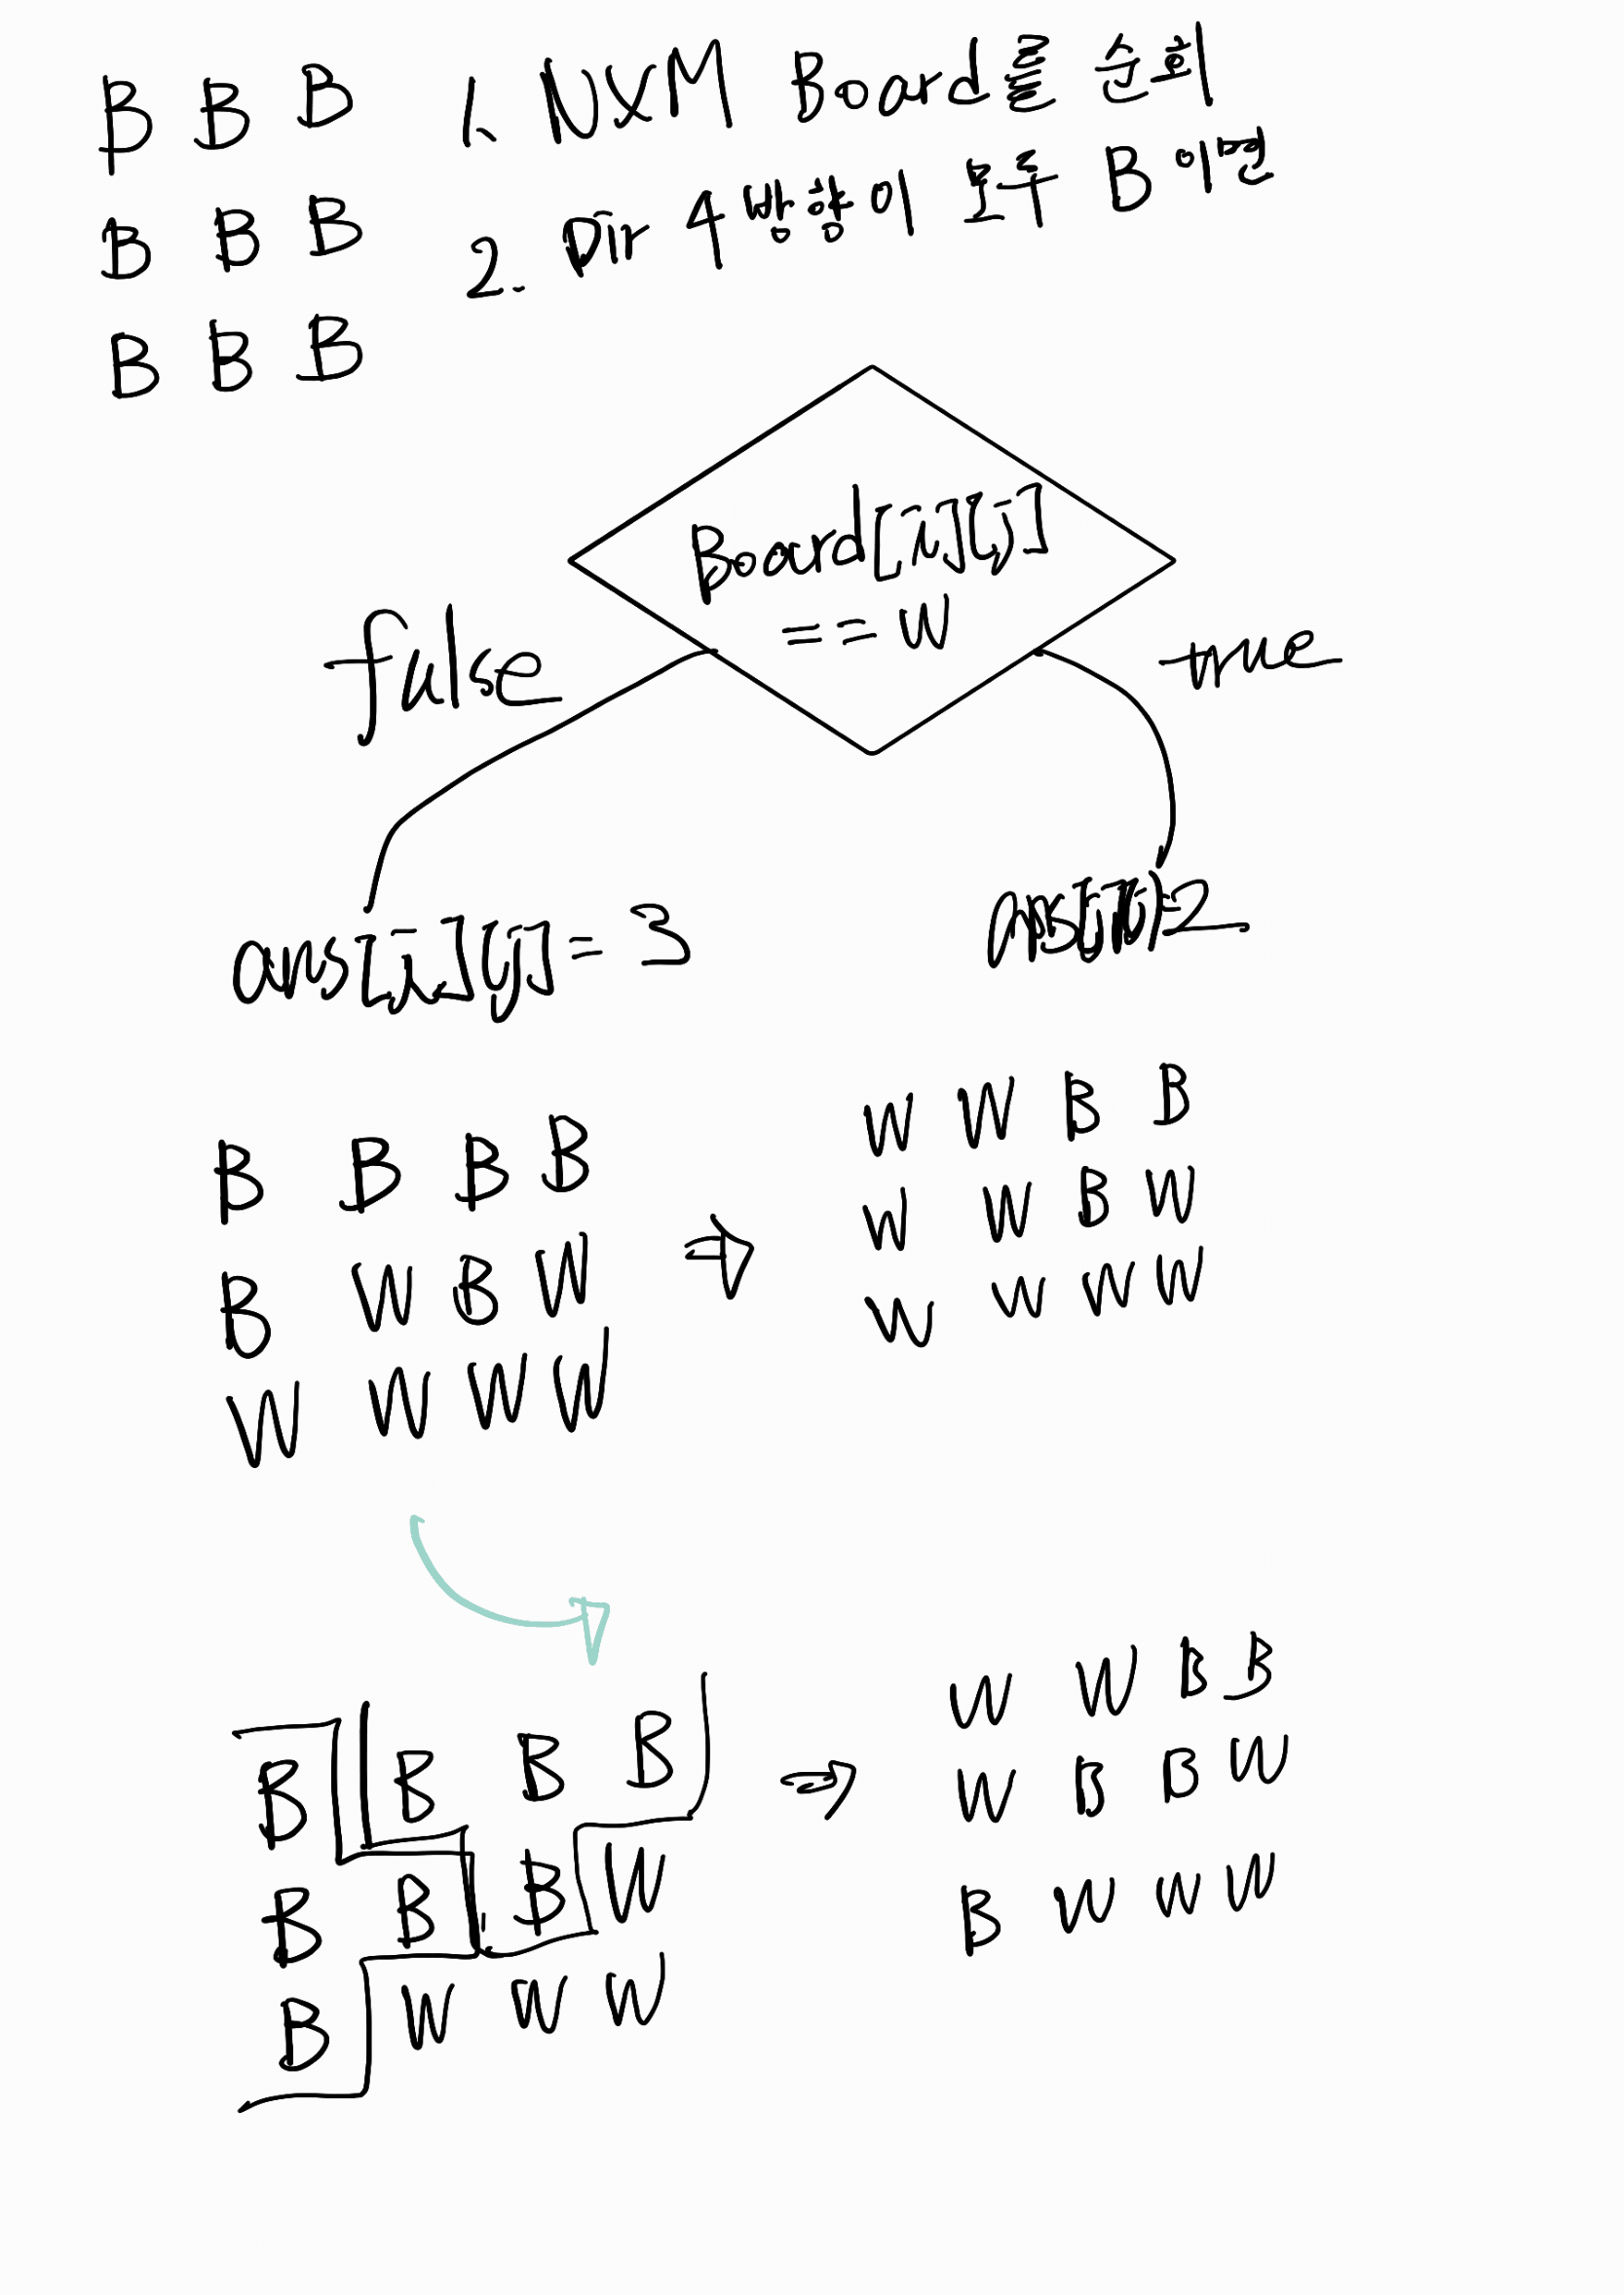 B B B
1. NXM Board를 순회
B B B
2. Dir 4방향이 모두 B이면
B B B
Board[i][j]
==W
false
true
ans[i][j]=3
ans[i][j]=2
B B B B
B W B W
W W W W
W W B B
W W B W
W W W W
B B B B
B B B W
B W W W
W W B B
W B B W
B W W W